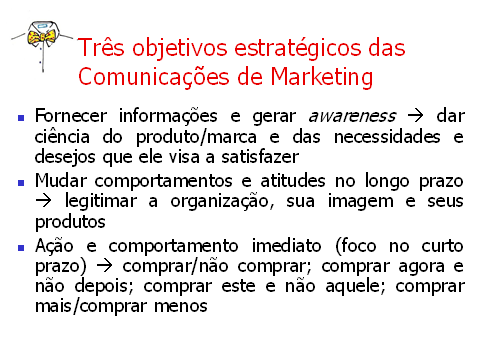 Três objetivos estratégicos das
Comunicações de Marketing
Fornecer informações e gerar awareness → dar
ciência do produto/marca e das necessidades e
desejos que ele visa a satisfazer
Mudar comportamentos e atitudes no longo prazo
→ legitimar a organização, sua imagem e seus
produtos
Ação e comportamento imediato (foco no curto
prazo) → comprar/não comprar; comprar agora e
não depois; comprar este e não aquele; comprar
mais/comprar menos